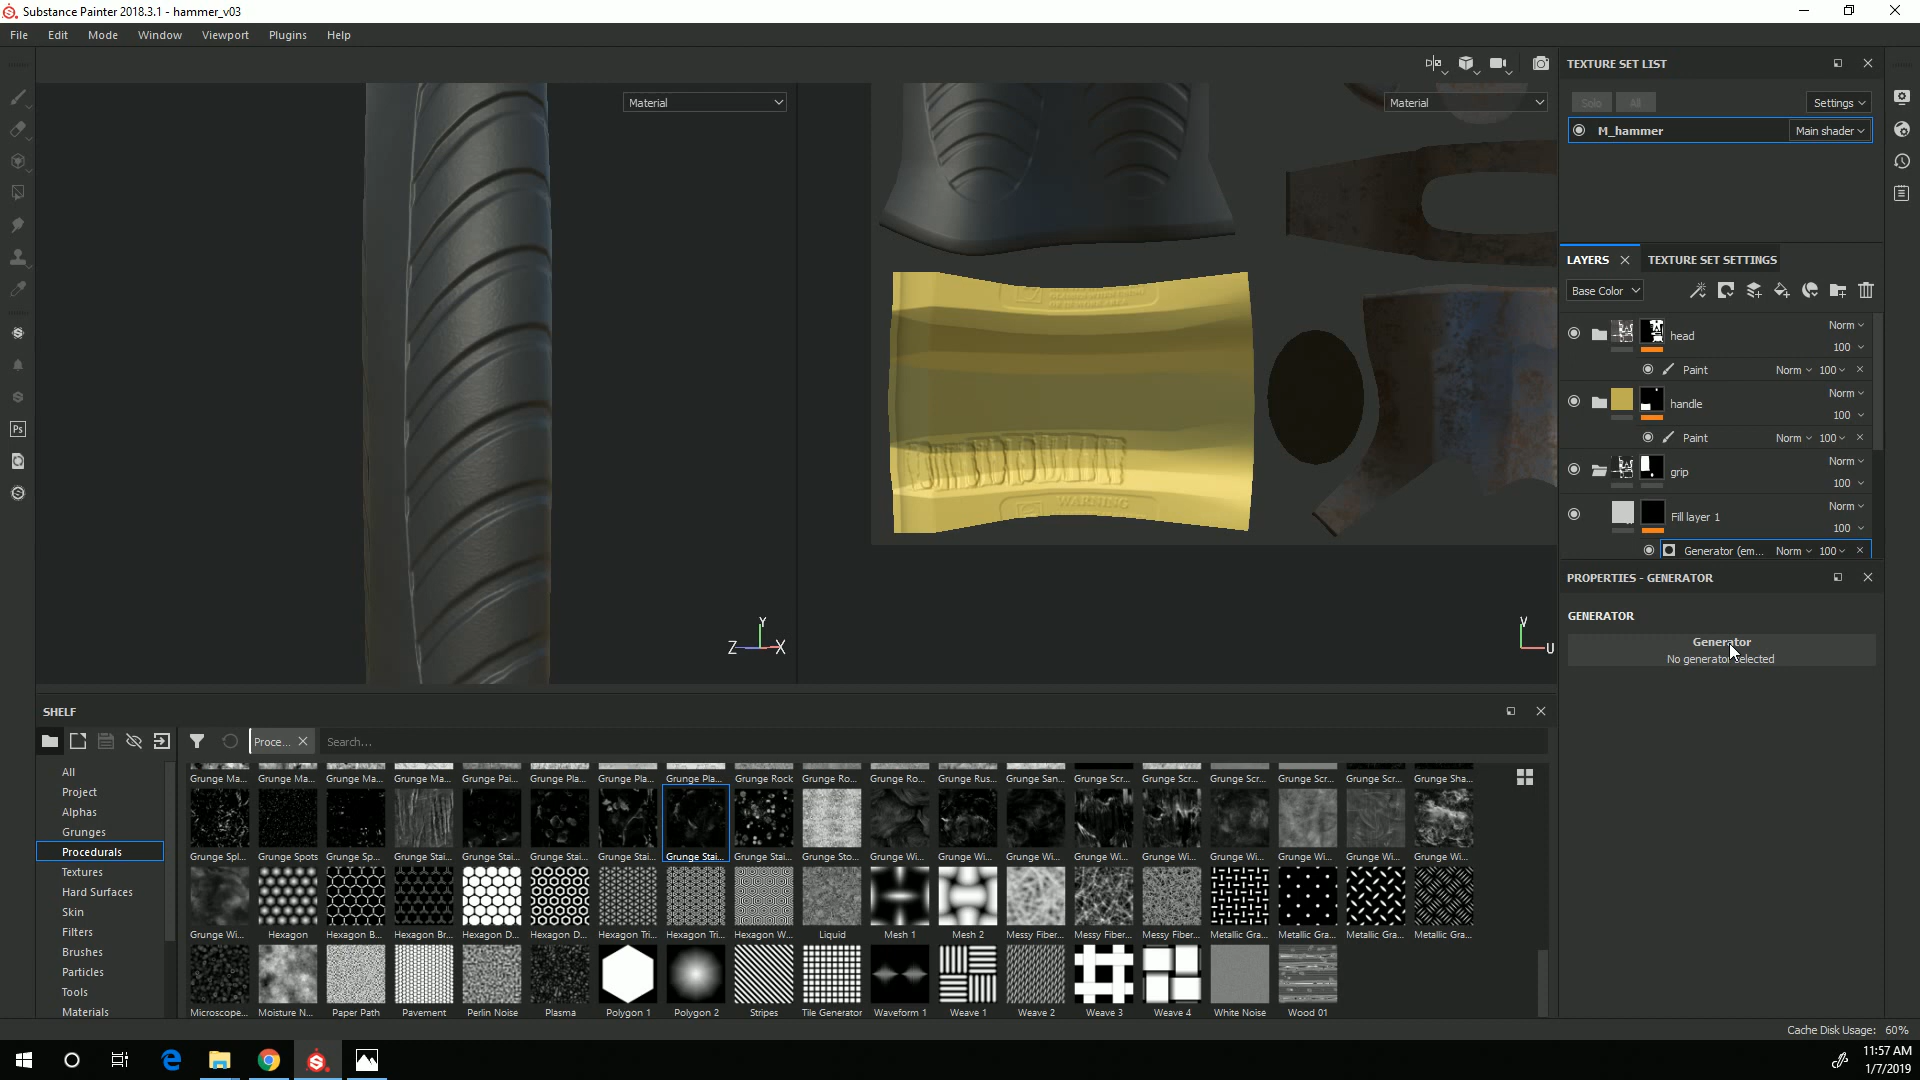 Substance Painter 2018.3.1 - hammer_v03
File Edit Mode Window Viewport Plugins Help
Material
Material
TEXTURE SET LIST
Solo All Settings
M_hammer Main shader
LAYERS TEXTURE SET SETTINGS
Base Color
head Norm 100
Paint Norm 100
handle Norm 100
Paint Norm 100
grip Norm 100
Fill layer 1 Norm 100
Generator (em... Norm 100
PROPERTIES - GENERATOR
GENERATOR
Generator
No generator selected
WARNING
Y
Z X
V
U
Ps
SHELF
Proce... Search...
All
Project
Alphas
Grunges
Procedurals
Textures
Hard Surfaces
Skin
Filters
Brushes
Particles
Tools
Materials
Grunge Ma... Grunge Ma... Grunge Ma... Grunge Ma... Grunge Pai... Grunge Pla... Grunge Pla... Grunge Pla... Grunge Rock Grunge Ro... Grunge Ro... Grunge Rus... Grunge San... Grunge Scr... Grunge Scr... Grunge Scr... Grunge Scr... Grunge Scr... Grunge Sha...
Grunge Spl... Grunge Spots Grunge Sp... Grunge Stai... Grunge Stai... Grunge Stai... Grunge Stai... Grunge Stai... Grunge Stai... Grunge Sto... Grunge Wi... Grunge Wi... Grunge Wi... Grunge Wi... Grunge Wi... Grunge Wi... Grunge Wi... Grunge Wi... Grunge Wi...
Grunge Wi... Hexagon Hexagon B... Hexagon Br... Hexagon D... Hexagon D... Hexagon Tri... Hexagon Tri... Hexagon W... Liquid Mesh 1 Mesh 2 Messy Fiber... Messy Fiber... Messy Fiber... Metallic Gra... Metallic Gra... Metallic Gra... Metallic Gra...
Microscope... Moisture N... Paper Path Pavement Perlin Noise Plasma Polygon 1 Polygon 2 Stripes Tile Generator Waveform 1 Weave 1 Weave 2 Weave 3 Weave 4 White Noise Wood 01
Cache Disk Usage: 60%
11:57 AM
1/7/2019